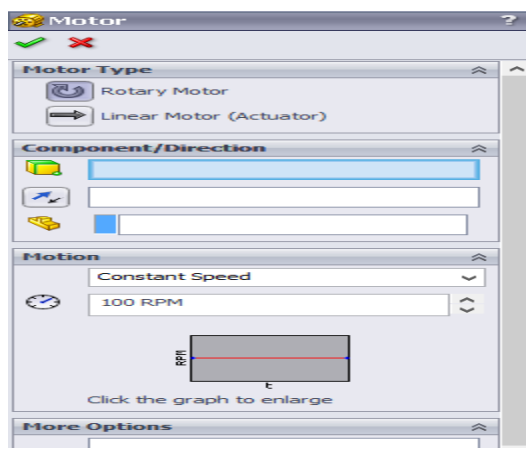 Motor ?
Motor Type
Rotary Motor
Linear Motor (Actuator)
Component/Direction
Motion
Constant Speed
100 RPM
RPM
t
Click the graph to enlarge
More Options